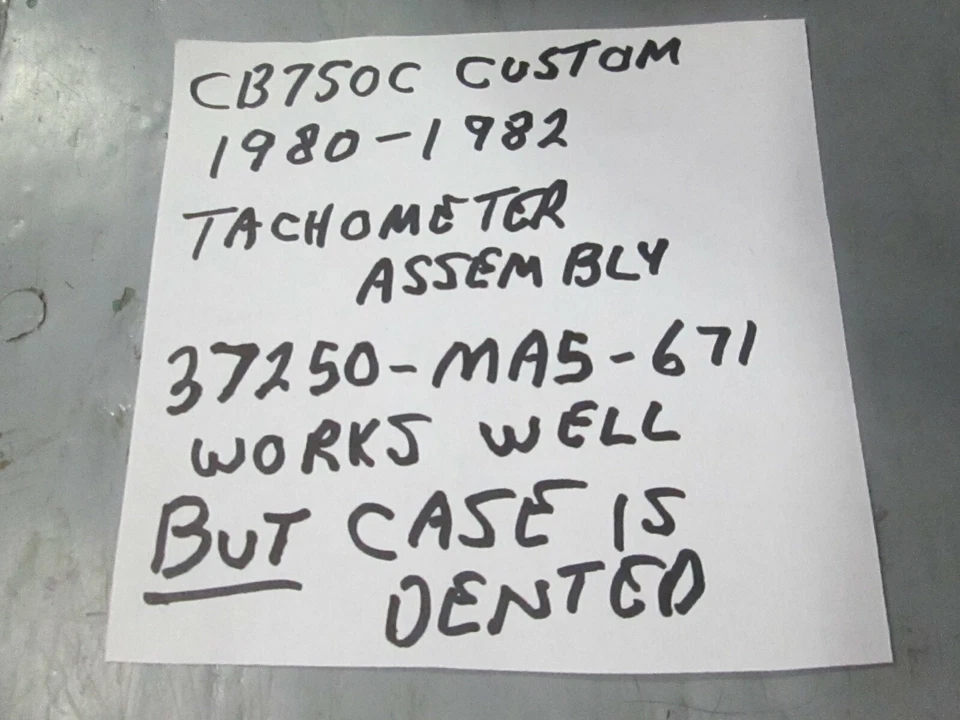 CB750C CUSTOM
1980-1982
TACHOMETER
ASSEMBLY
37250-MA5-671
WORKS WELL
BUT CASE IS
DENTED